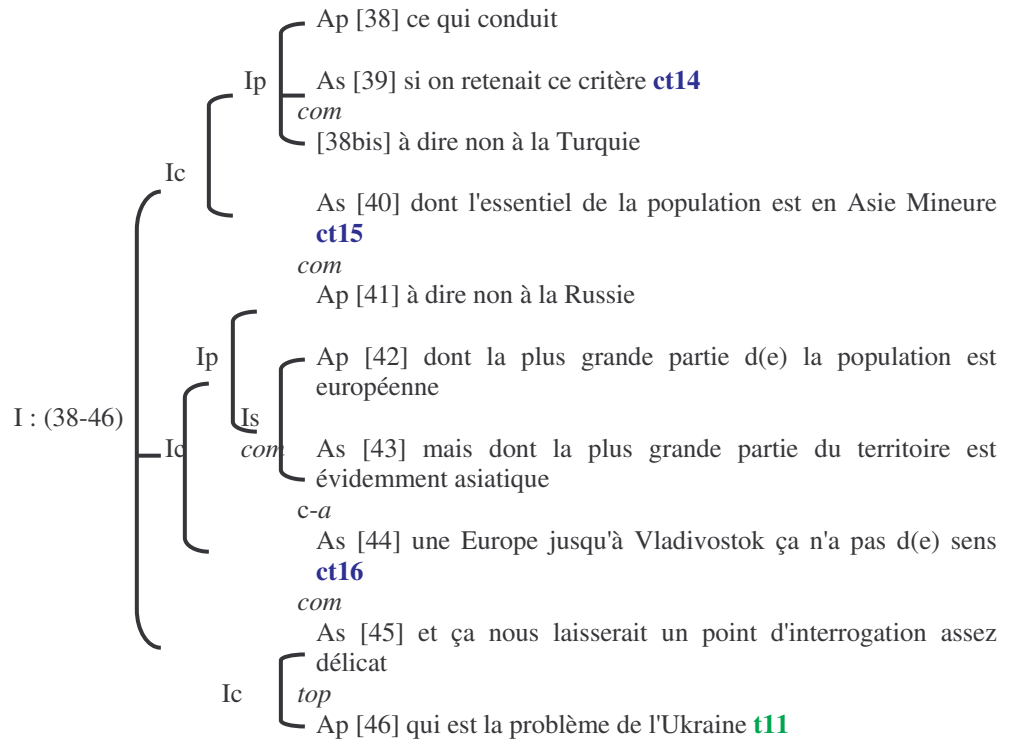 Ap [38] ce qui conduit
Ip As [39] si on retenait ce critère ct14
com
[38bis] à dire non à la Turquie
Ic
As [40] dont l'essentiel de la population est en Asie Mineure
ct15
com
Ap [41] à dire non à la Russie
Ip Ap [42] dont la plus grande partie d(e) la population est
européenne
I : (38-46) Is
Ic com As [43] mais dont la plus grande partie du territoire est
évidemment asiatique
c-a
As [44] une Europe jusqu'à Vladivostok ça n'a pas d(e) sens
ct16
com
As [45] et ça nous laisserait un point d'interrogation assez
délicat
Ic top
Ap [46] qui est la problème de l'Ukraine t11